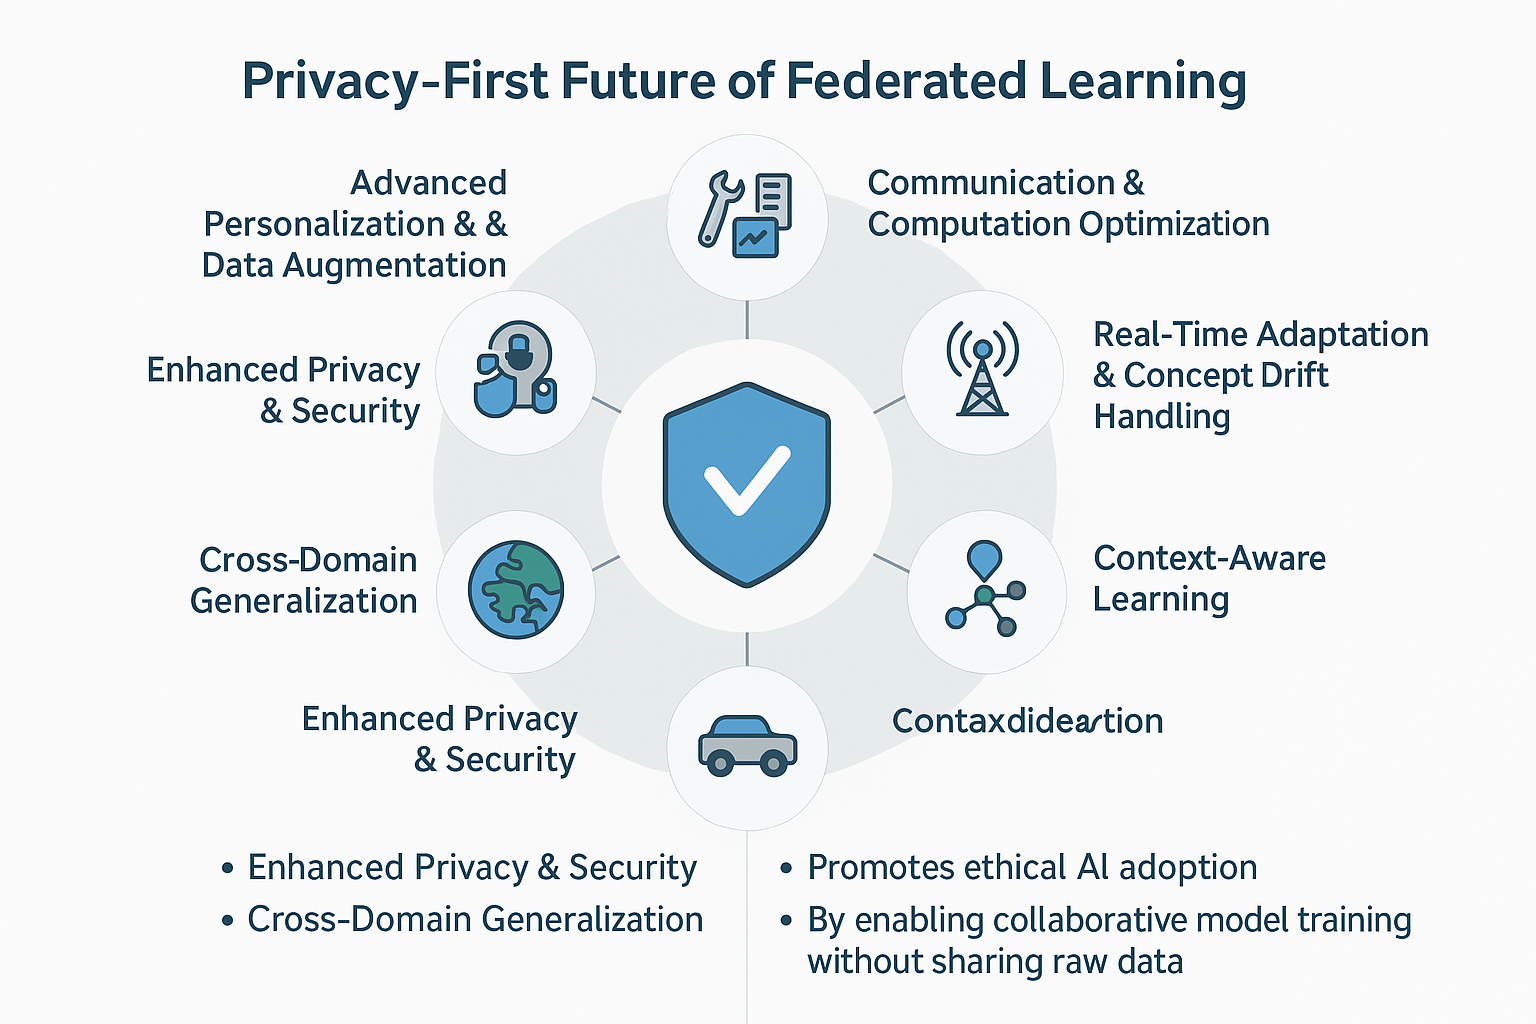 Privacy-First Future of Federated Learning
Advanced
Personalization & &
Data Augmentation
Communication &
Computation Optimization
Enhanced Privacy
& Security
Real-Time Adaptation
& Concept Drift
Handling
Cross-Domain
Generalization
Context-Aware
Learning
Enhanced Privacy
& Security
• Enhanced Privacy & Security
• Cross-Domain Generalization
• Promotes ethical AI adoption
• By enabling collaborative model training
without sharing raw data